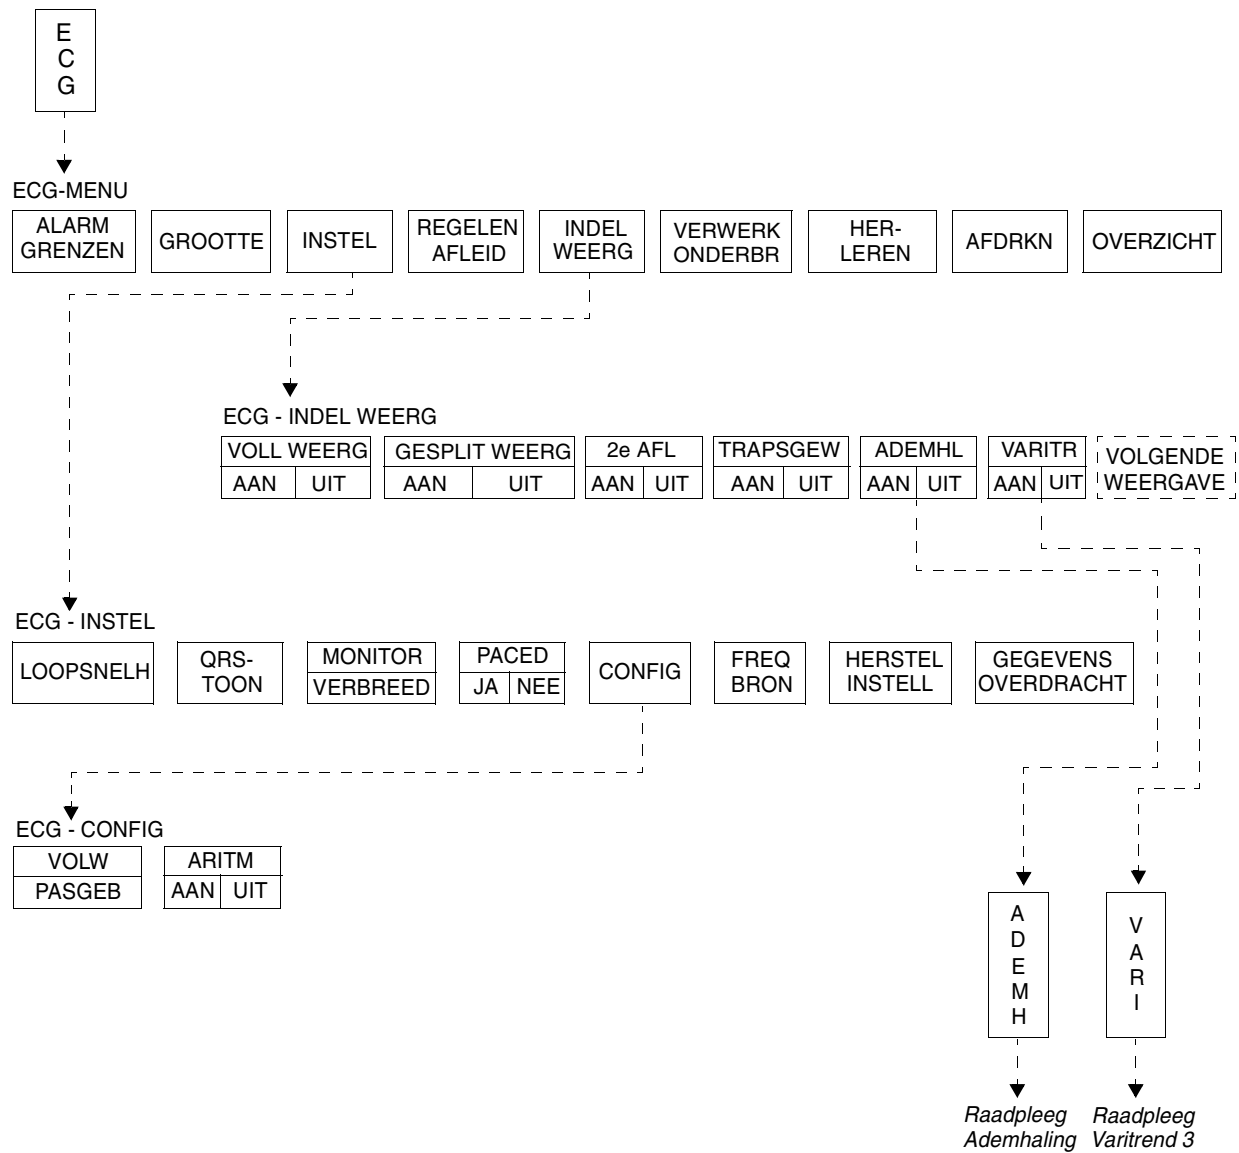 E
C
G
ECG-MENU
ALARM
GRENZEN
GROOTTE
INSTEL
REGELEN
AFLEID
INDEL
WEERG
VERWERK
ONDERBR
HER-
LEREN
AFDRKN
OVERZICHT
ECG - INDEL WEERG
VOLL WEERG
AAN UIT
GESPLIT WEERG
AAN UIT
2e AFL
AAN UIT
TRAPSGEW
AAN UIT
ADEMHL
AAN UIT
VARITR
AAN UIT
VOLGENDE
WEERGAVE
ECG - INSTEL
LOOPSNELH
QRS-
TOON
MONITOR
VERBREED
PACED
JA NEE
CONFIG
FREQ
BRON
HERSTEL
INSTELL
GEGEVENS
OVERDRACHT
ECG - CONFIG
VOLW
PASGEB
ARITM
AAN UIT
A
D
E
M
H
V
A
R
I
Raadpleeg
Ademhaling
Raadpleeg
Varitrend 3